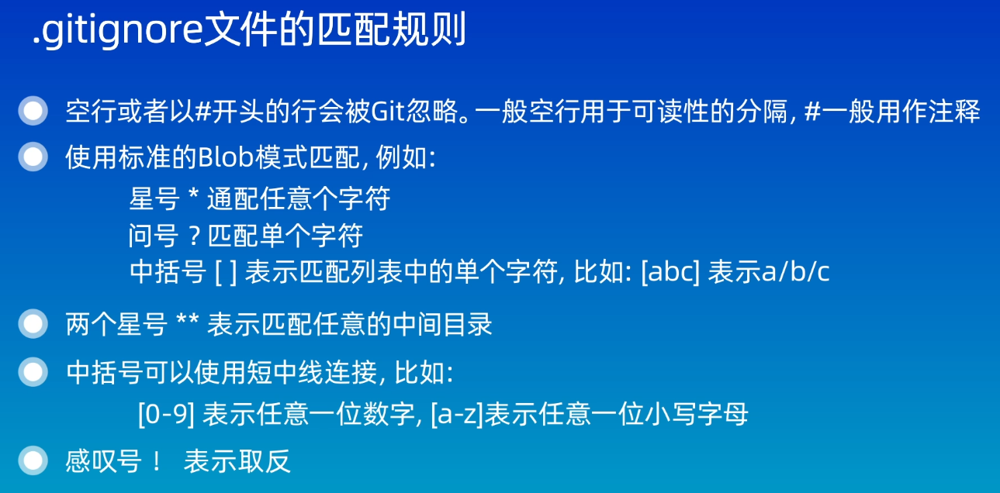 .gitignore文件的匹配规则
空行或者以#开头的行会被Git忽略。一般空行用于可读性的分隓, #一般用作注释
使用标准的Blob模式匹配, 例如:
星号 * 通配任意个字符
问号 ? 匹配单个字符
中括号 [ ] 表示匹配列表中的单个字符, 比如: [abc] 表示a/b/c
两个星号 ** 表示匹配任意的中间目录
中括号可以使用短中线连接, 比如:
[0-9] 表示任意一位数字, [a-z]表示任意一位小写字母
感叹号 ! 表示取反